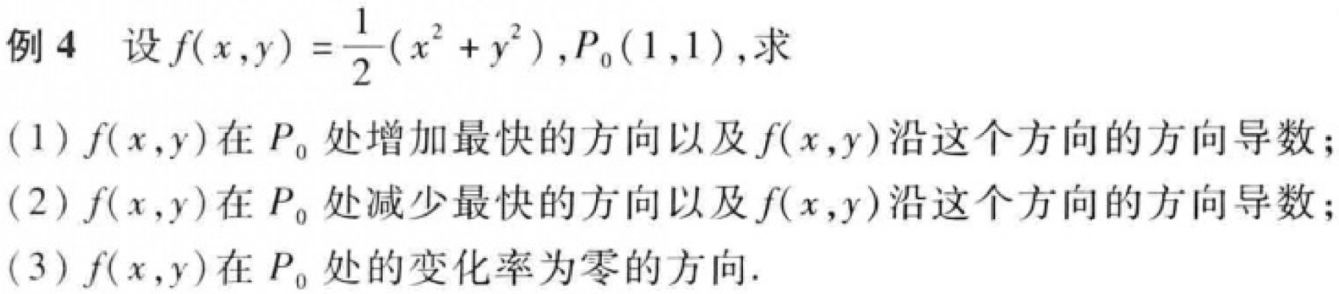 例 4 设 f(x,y) = \frac{1}{2}(x² + y²), P₀(1,1), 求
(1) f(x,y)在 P₀ 处增加最快的方向以及 f(x,y)沿这个方向的方向导数;
(2) f(x,y)在 P₀ 处减少最快的方向以及 f(x,y)沿这个方向的方向导数;
(3) f(x,y)在 P₀ 处的变化率为零的方向.